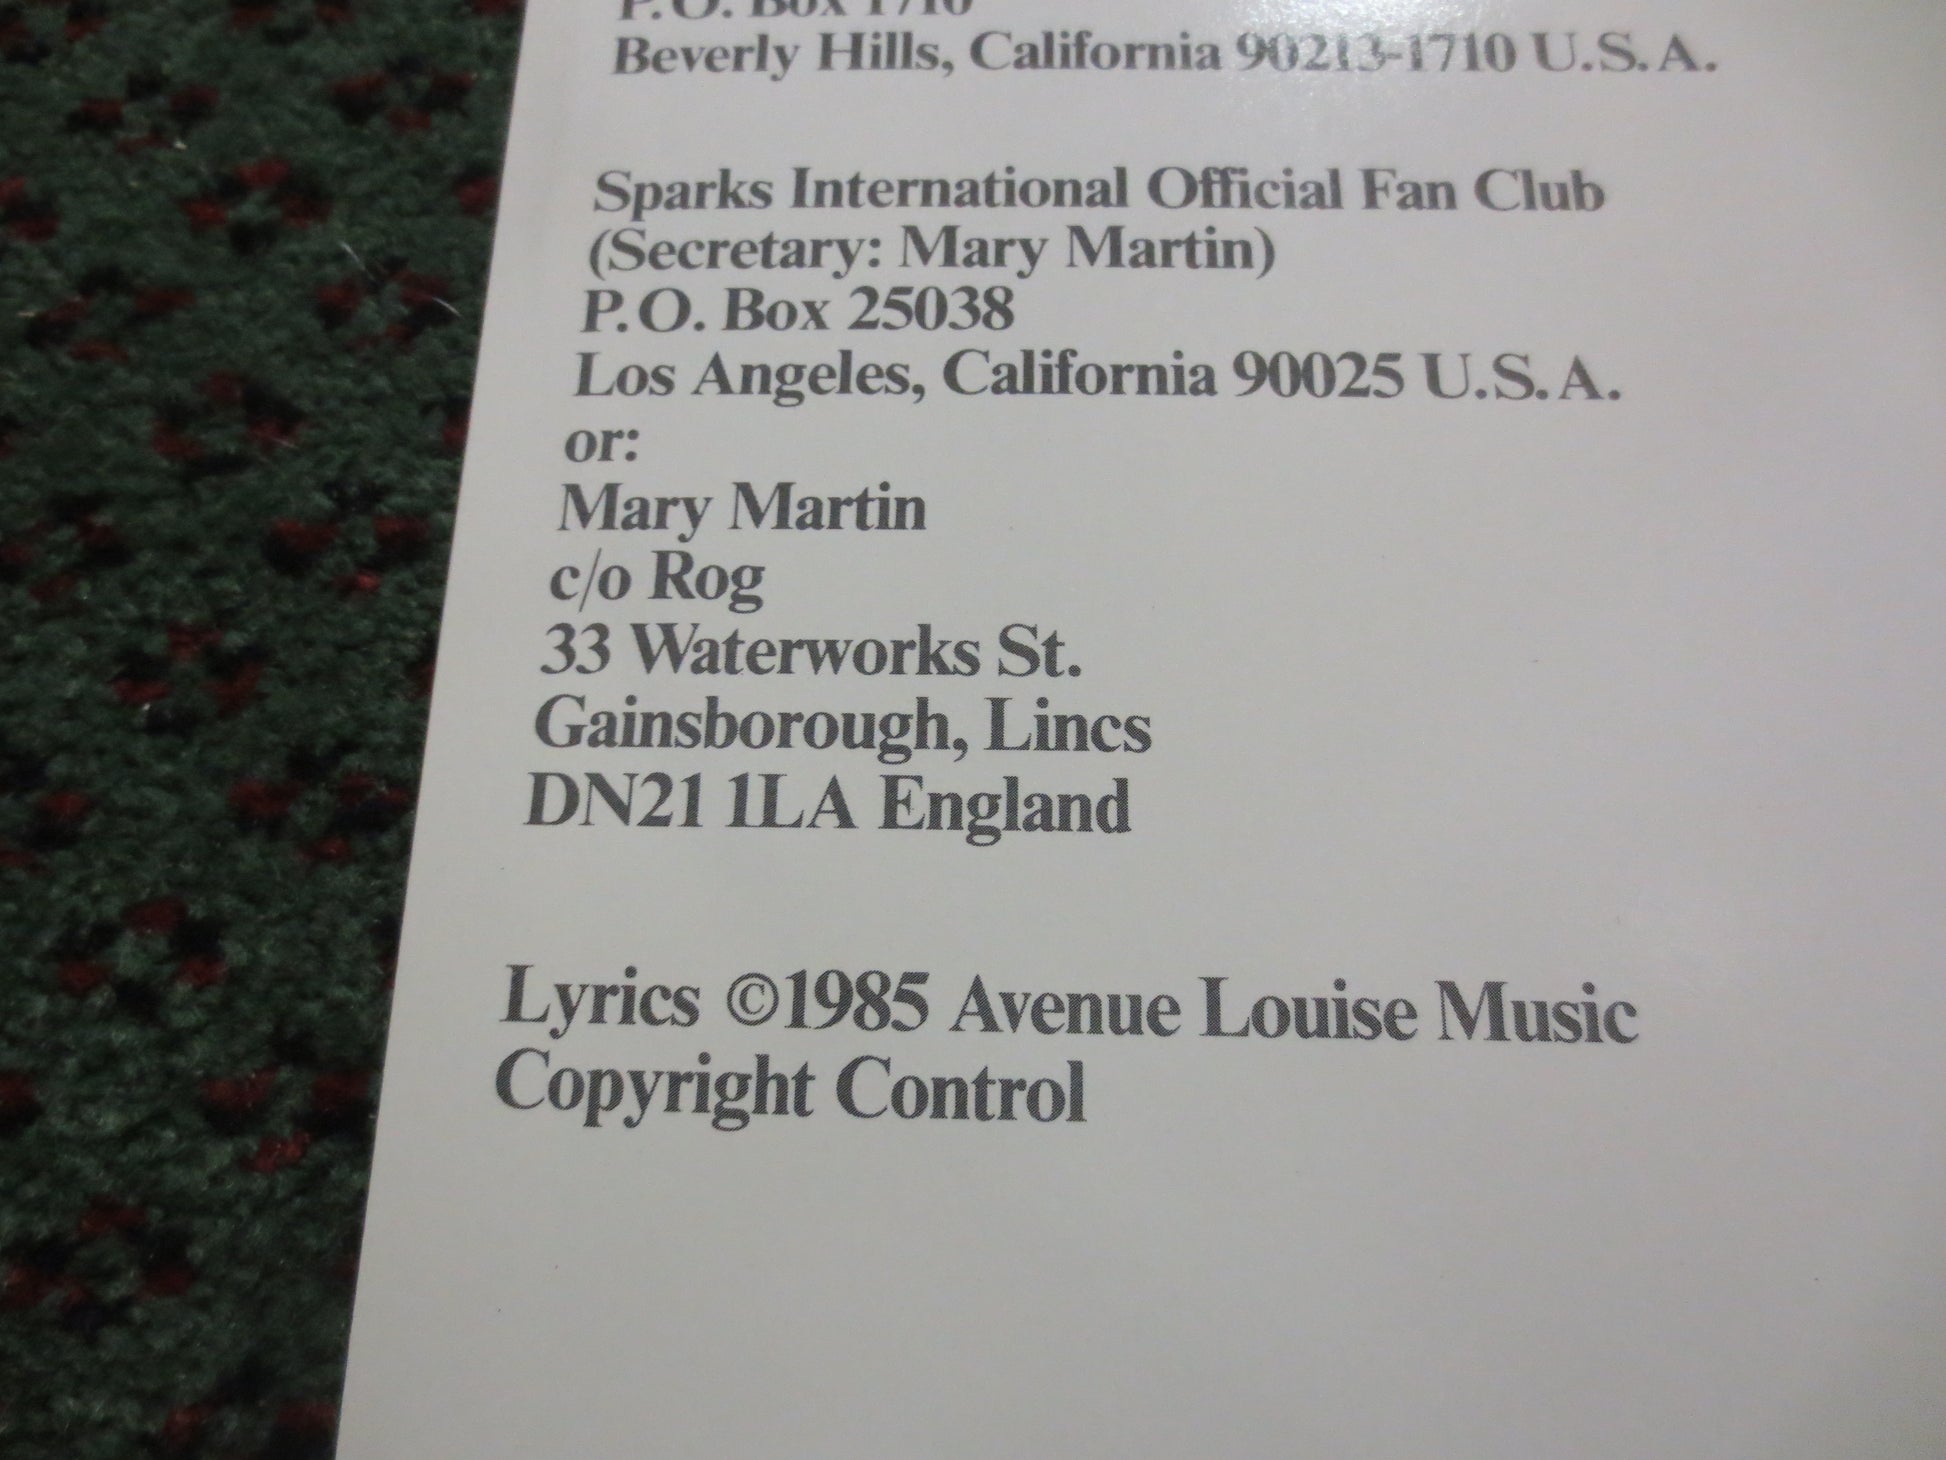 P.O. Box 1710
Beverly Hills, California 90213-1710 U.S.A.
Sparks International Official Fan Club
(Secretary: Mary Martin)
P.O. Box 25038
Los Angeles, California 90025 U.S.A.
or:
Mary Martin
c/o Rog
33 Waterworks St.
Gainsborough, Lincs
DN21 1LA England
Lyrics ©1985 Avenue Louise Music
Copyright Control